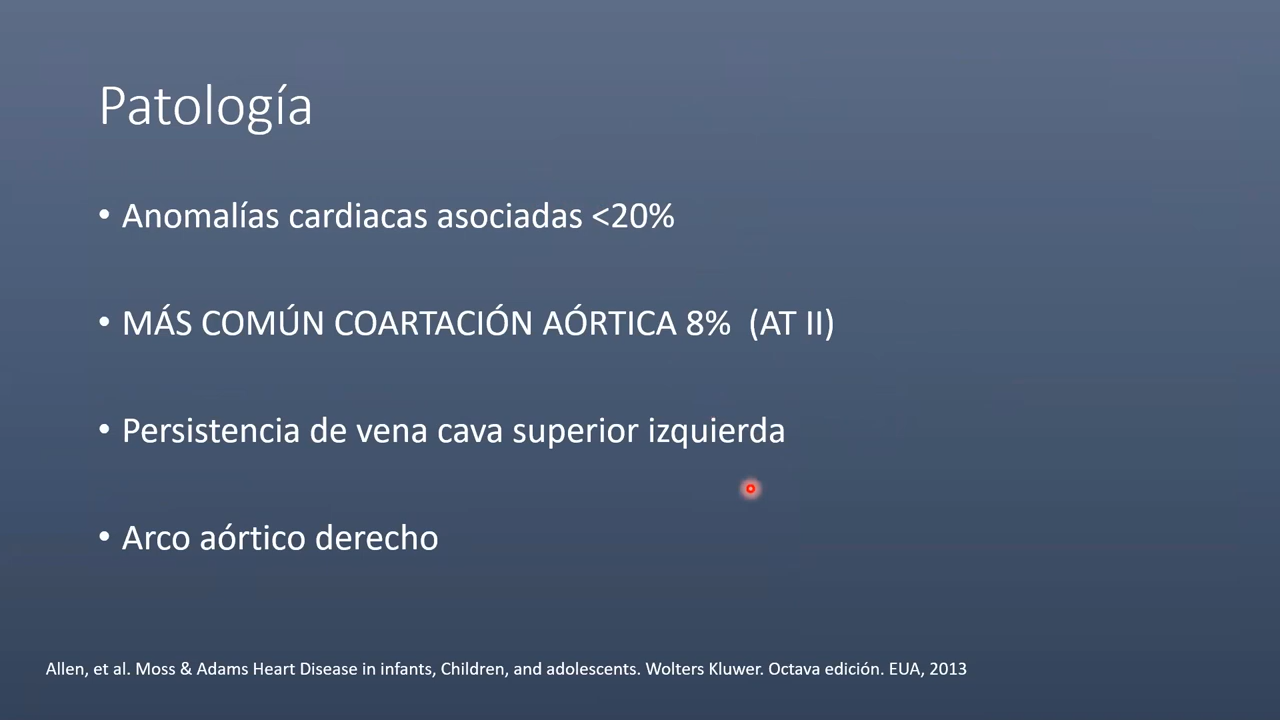 Patología
• Anomalías cardiacas asociadas <20%
• MÁS COMÚN COARTACIÓN AÓRTICA 8%  (AT II)
• Persistencia de vena cava superior izquierda
• Arco aórtico derecho
Allen, et al. Moss & Adams Heart Disease in infants, Children, and adolescents. Wolters Kluwer. Octava edición. EUA, 2013